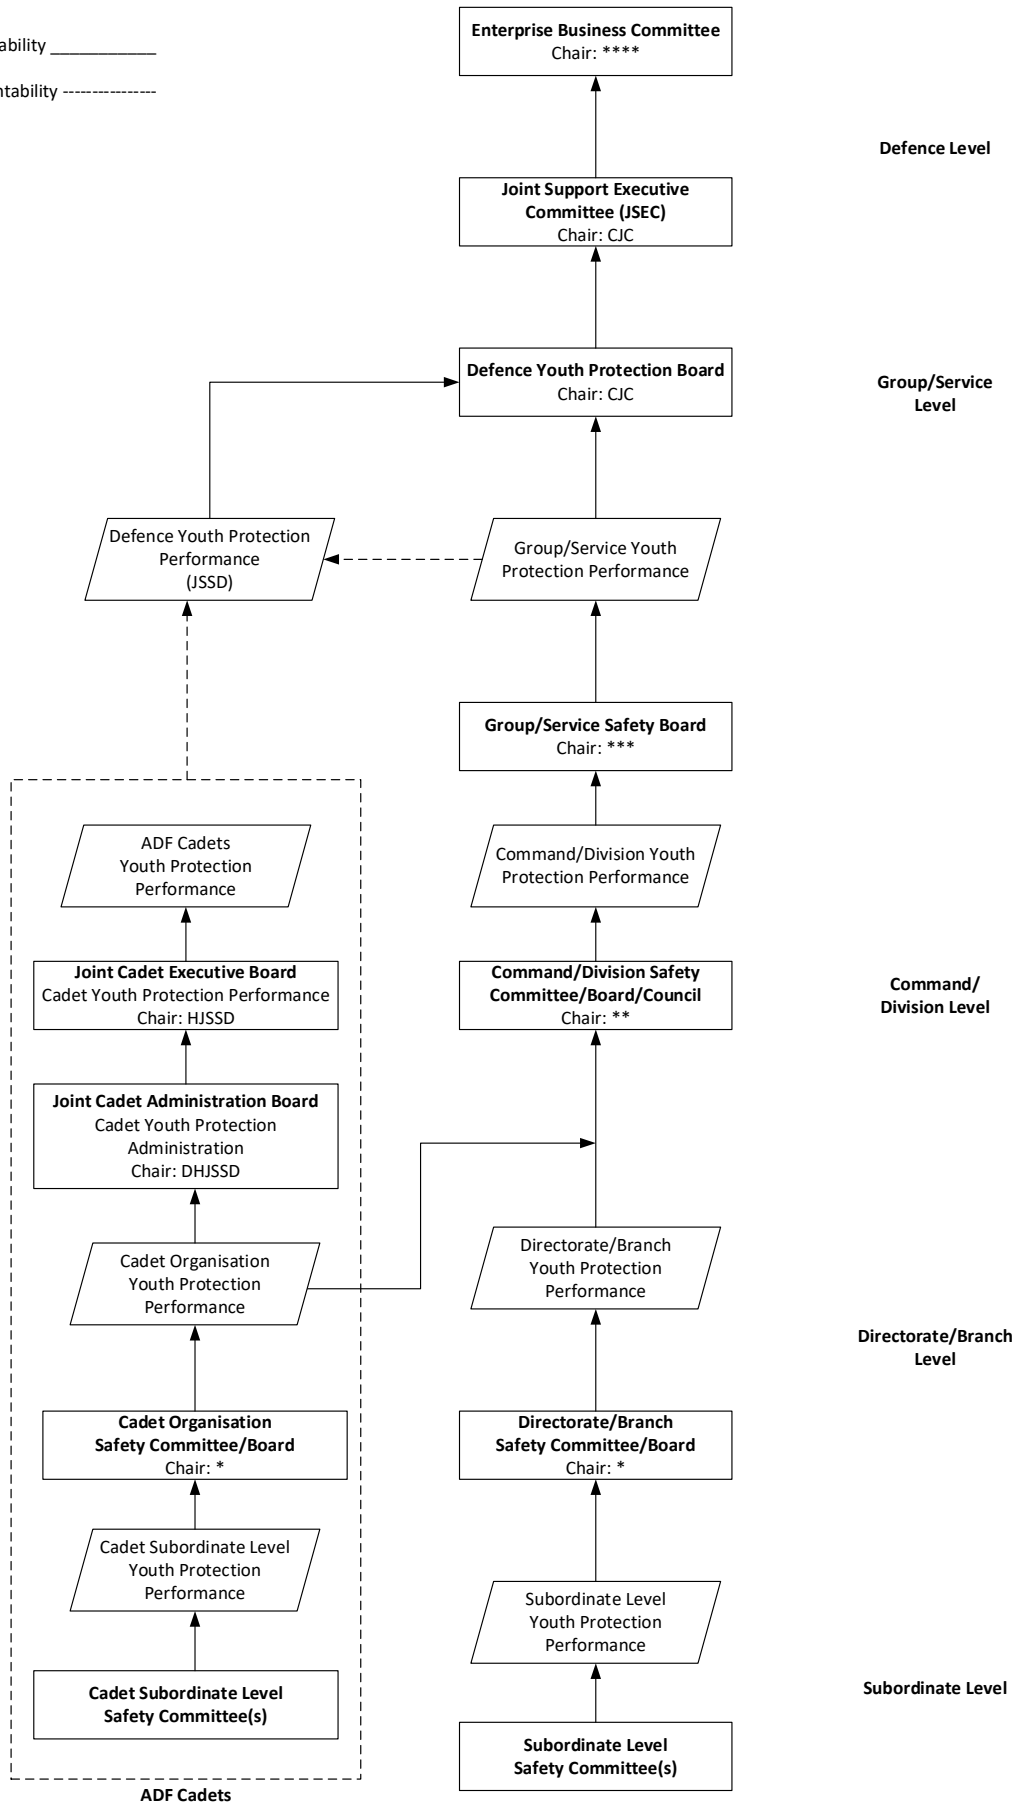 ability ____________
Enterprise Business Committee
Chair: ****
ntability ----------------
Defence Level
Joint Support Executive
Committee (JSEC)
Chair: CJC
Defence Youth Protection Board
Chair: CJC
Group/Service
Level
Defence Youth Protection
Performance
(JSSD)
Group/Service Youth
Protection Performance
Group/Service Safety Board
Chair: ***
ADF Cadets
Youth Protection
Performance
Command/Division Youth
Protection Performance
Joint Cadet Executive Board
Cadet Youth Protection Performance
Chair: HJSSD
Command/Division Safety
Committee/Board/Council
Chair: **
Command/
Division Level
Joint Cadet Administration Board
Cadet Youth Protection
Administration
Chair: DHJSSD
Cadet Organisation
Youth Protection
Performance
Directorate/Branch
Youth Protection
Performance
Directorate/Branch
Level
Cadet Organisation
Safety Committee/Board
Chair: *
Directorate/Branch
Safety Committee/Board
Chair: *
Cadet Subordinate Level
Youth Protection
Performance
Subordinate Level
Youth Protection
Performance
Cadet Subordinate Level
Safety Committee(s)
Subordinate Level
Subordinate Level
Safety Committee(s)
ADF Cadets